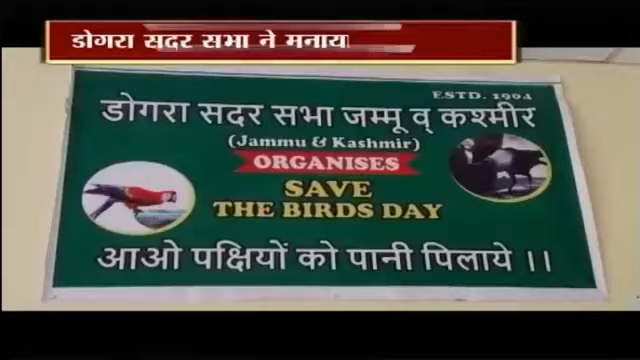 डोगरा सदर सभा ने मनाया
ESTD. 1904
डोगरा सदर सभा जम्मू व् कश्मीर
(Jammu & Kashmir)
ORGANISES
SAVE
THE BIRDS DAY
आओ पक्षियों को पानी पिलाये ।।